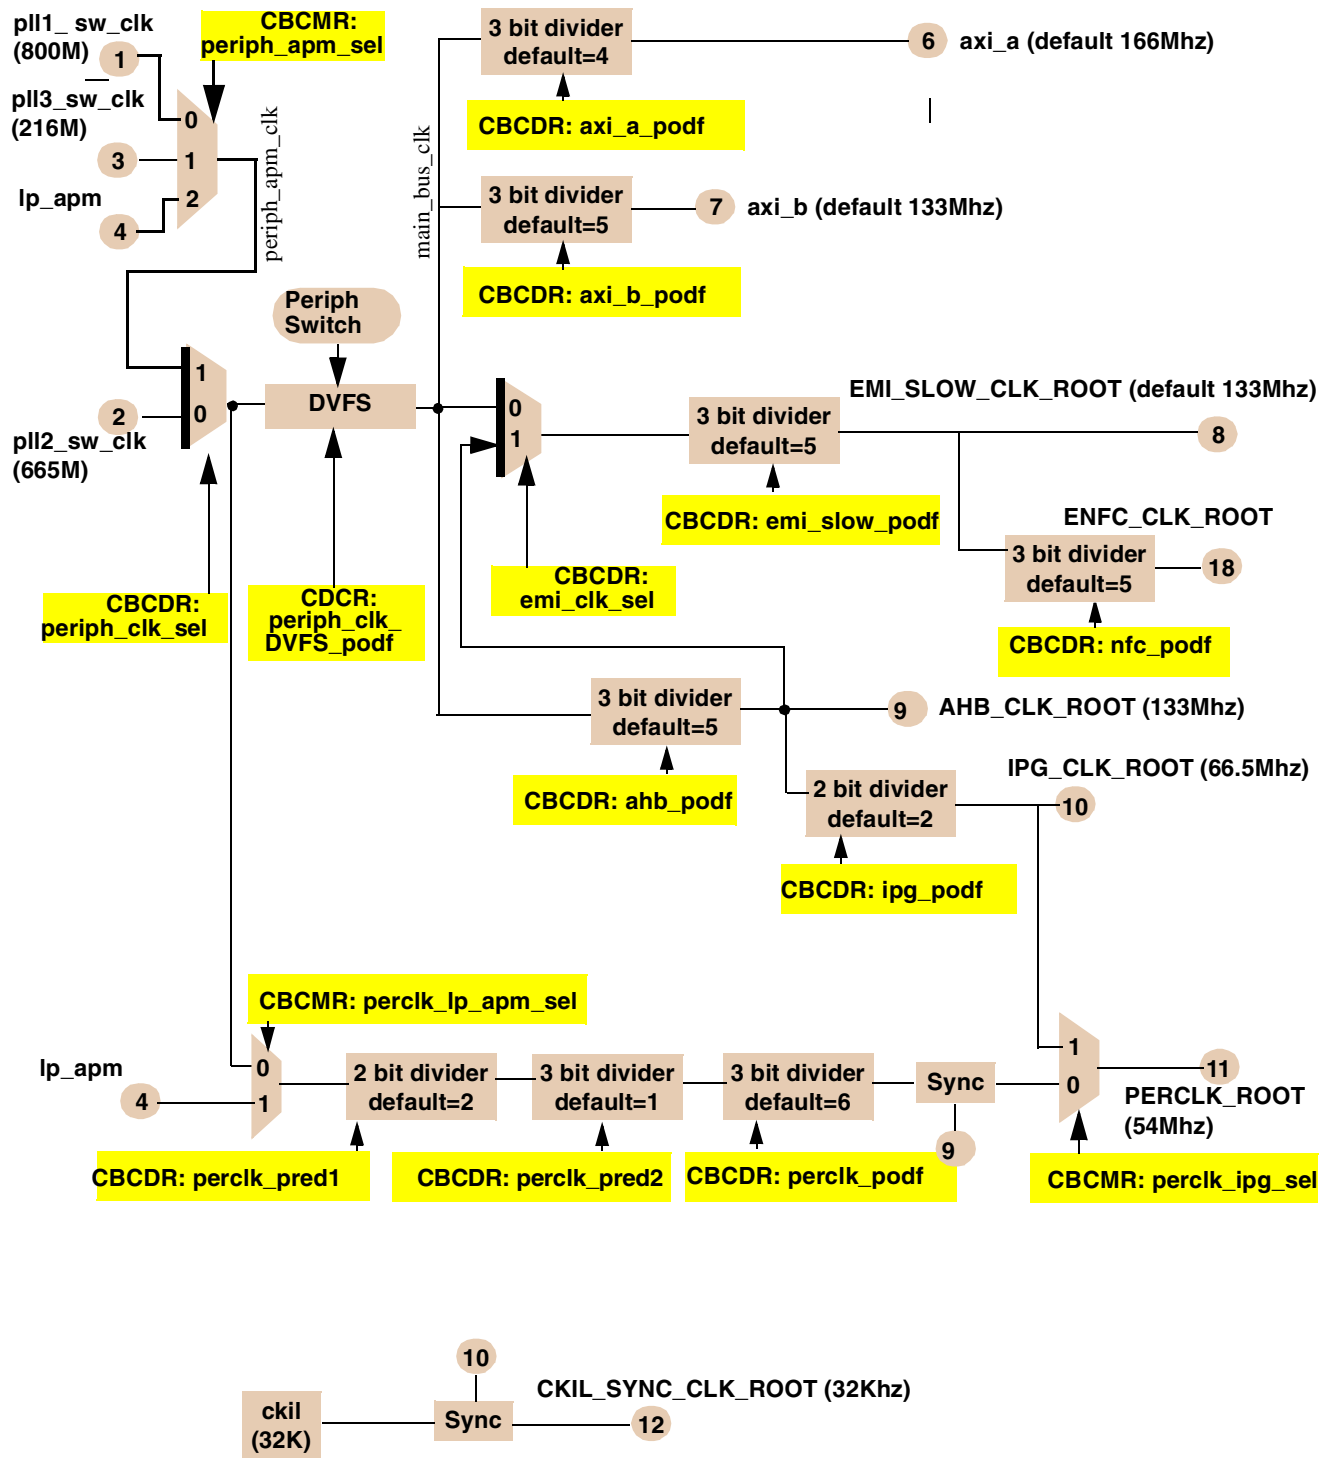 pll1_ sw_clk
(800M)
1
CBCMR:
periph_apm_sel
pll3_sw_clk
(216M)
0
3
1
lp_apm
2
4
periph_apm_clk
main_bus_clk
3 bit divider
default=4
6
axi_a (default 166Mhz)
CBCDR: axi_a_podf
3 bit divider
default=5
7
axi_b (default 133Mhz)
CBCDR: axi_b_podf
Periph
Switch
1
0
2
pll2_sw_clk
(665M)
DVFS
0
1
3 bit divider
default=5
EMI_SLOW_CLK_ROOT (default 133Mhz)
8
CBCDR: emi_slow_podf
ENFC_CLK_ROOT
3 bit divider
default=5
18
CBCDR: nfc_podf
CBCDR:
periph_clk_sel
CDCR:
periph_clk_
DVFS_podf
CBCDR:
emi_clk_sel
3 bit divider
default=5
9
AHB_CLK_ROOT (133Mhz)
CBCDR: ahb_podf
2 bit divider
default=2
IPG_CLK_ROOT (66.5Mhz)
10
CBCDR: ipg_podf
CBCMR: perclk_lp_apm_sel
lp_apm
4
0
1
2 bit divider
default=2
3 bit divider
default=1
3 bit divider
default=6
Sync
9
1
0
11
PERCLK_ROOT
(54Mhz)
CBCDR: perclk_pred1
CBCDR: perclk_pred2
CBCDR: perclk_podf
CBCMR: perclk_ipg_sel
10
CKIL_SYNC_CLK_ROOT (32Khz)
ckil
(32K)
Sync
12